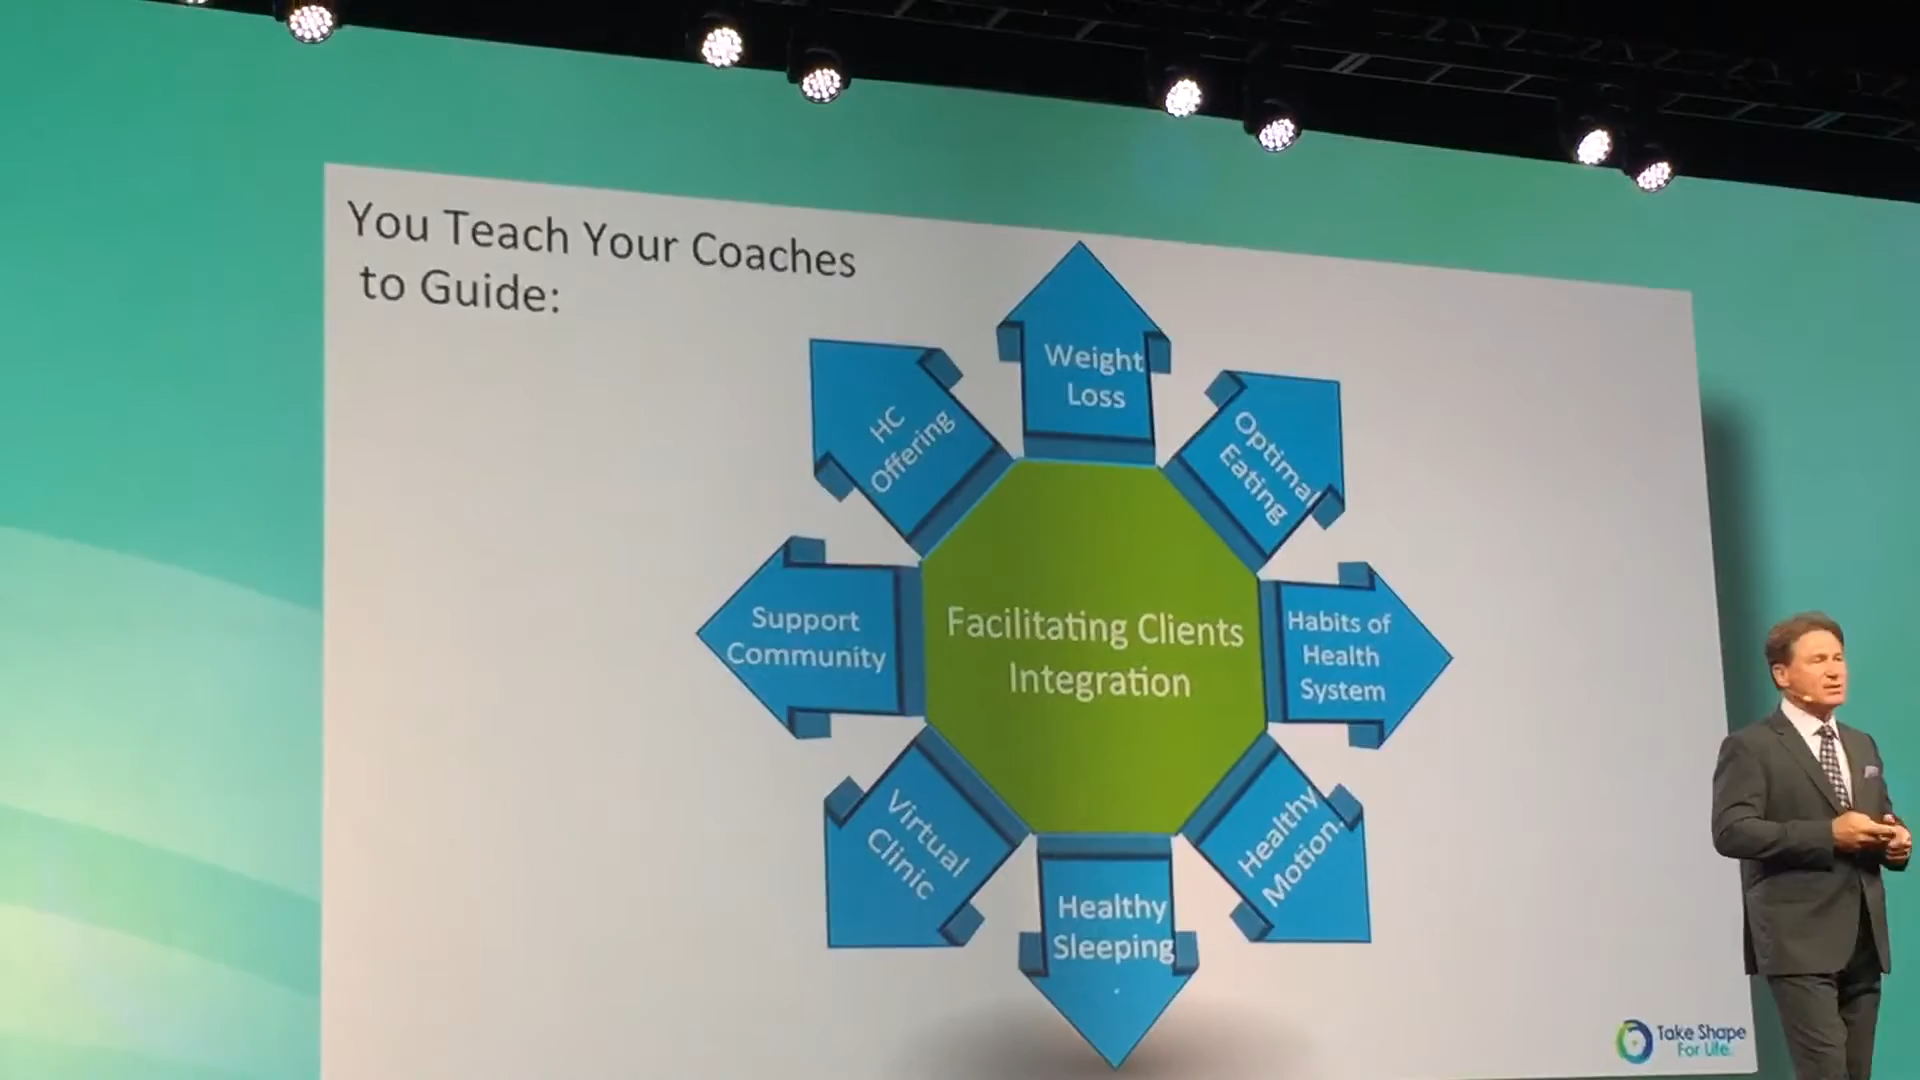 You Teach Your Coaches
to Guide:
Weight
Loss
Optimal
Eating
Habits of
Health
System
Healthy
Motion.
Healthy
Sleeping
Virtual
Clinic
Support
Community
HC
Offering
Facilitating Clients
Integration
Take Shape
For Life.